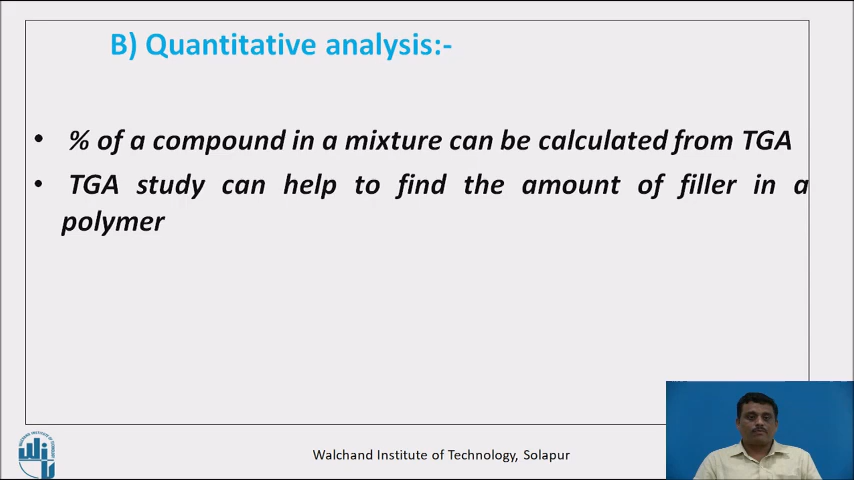 B) Quantitative analysis:-
• % of a compound in a mixture can be calculated from TGA
• TGA study can help to find the amount of filler in a
polymer
Walchand Institute of Technology, Solapur